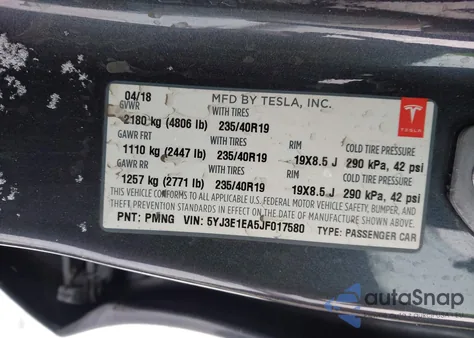 04/18 MFD BY TESLA, INC.
GVWR WITH TIRES
2180 kg (4806 lb) 235/40R19
GAWR FRT WITH TIRES RIM COLD TIRE PRESSURE
1110 kg (2447 lb) 235/40R19 19X8.5 J 290 kPa, 42 psi
GAWR RR WITH TIRES RIM COLD TIRE PRESSURE
1257 kg (2771 lb) 235/40R19 19X8.5 J 290 kPa, 42 psi
THIS VEHICLE CONFORMS TO ALL APPLICABLE U.S. FEDERAL MOTOR VEHICLE SAFETY, BUMPER, AND
THEFT PREVENTION STANDARDS IN EFFECT ON THE DATE OF MANUFACTURE SHOWN ABOVE.
PNT: PMNG VIN: 5YJ3E1EA5JF017580 TYPE: PASSENGER CAR
TESLA
autoSnap